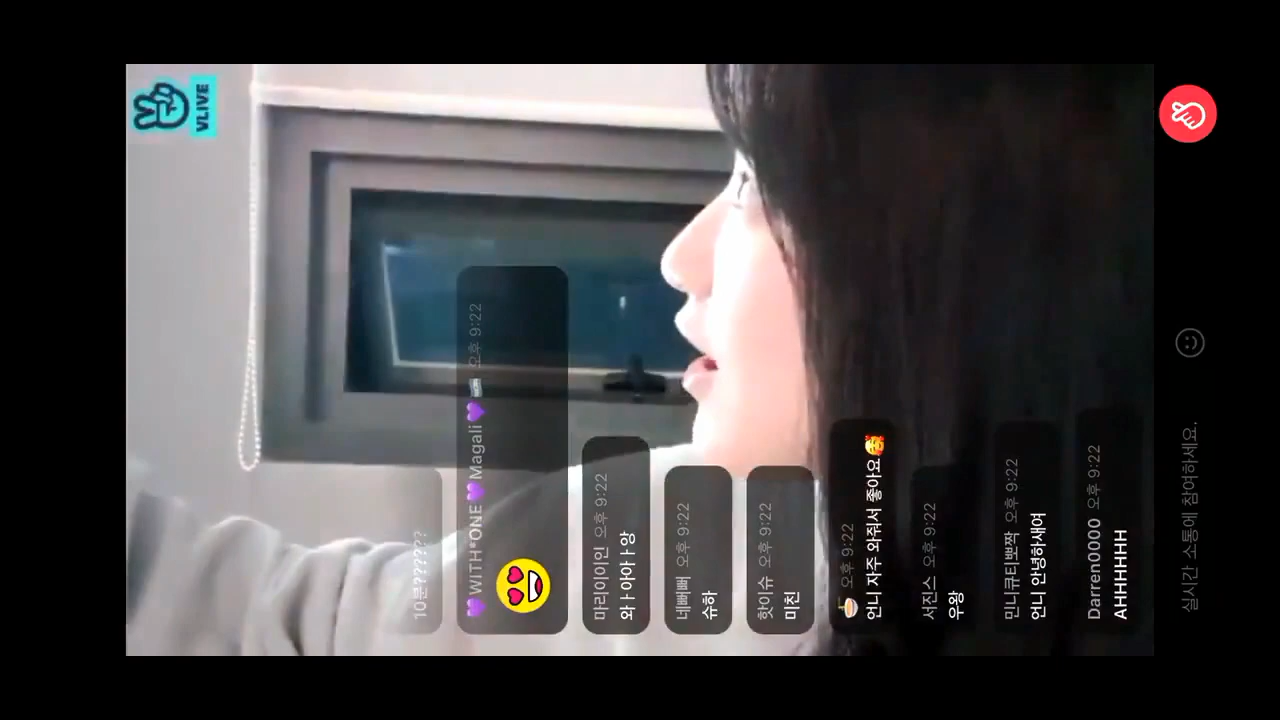 VLIVE
10분???????
💜WITH*ONE💜Magali💜 오후 9:22
마리이이인 오후 9:22
와ㅏ아아ㅏ앙
네뻐뻐 오후 9:22
슈하
핫이슈 오후 9:22
미친
오후 9:22
언니 자주 와줘서 좋아요🥰
서진스 오후 9:22
우왕
민니큐티뽀짝 오후 9:22
언니 안녕하세여
Darren0000 오후 9:22
AHHHHHH
실시간 소통에 참여하세요.